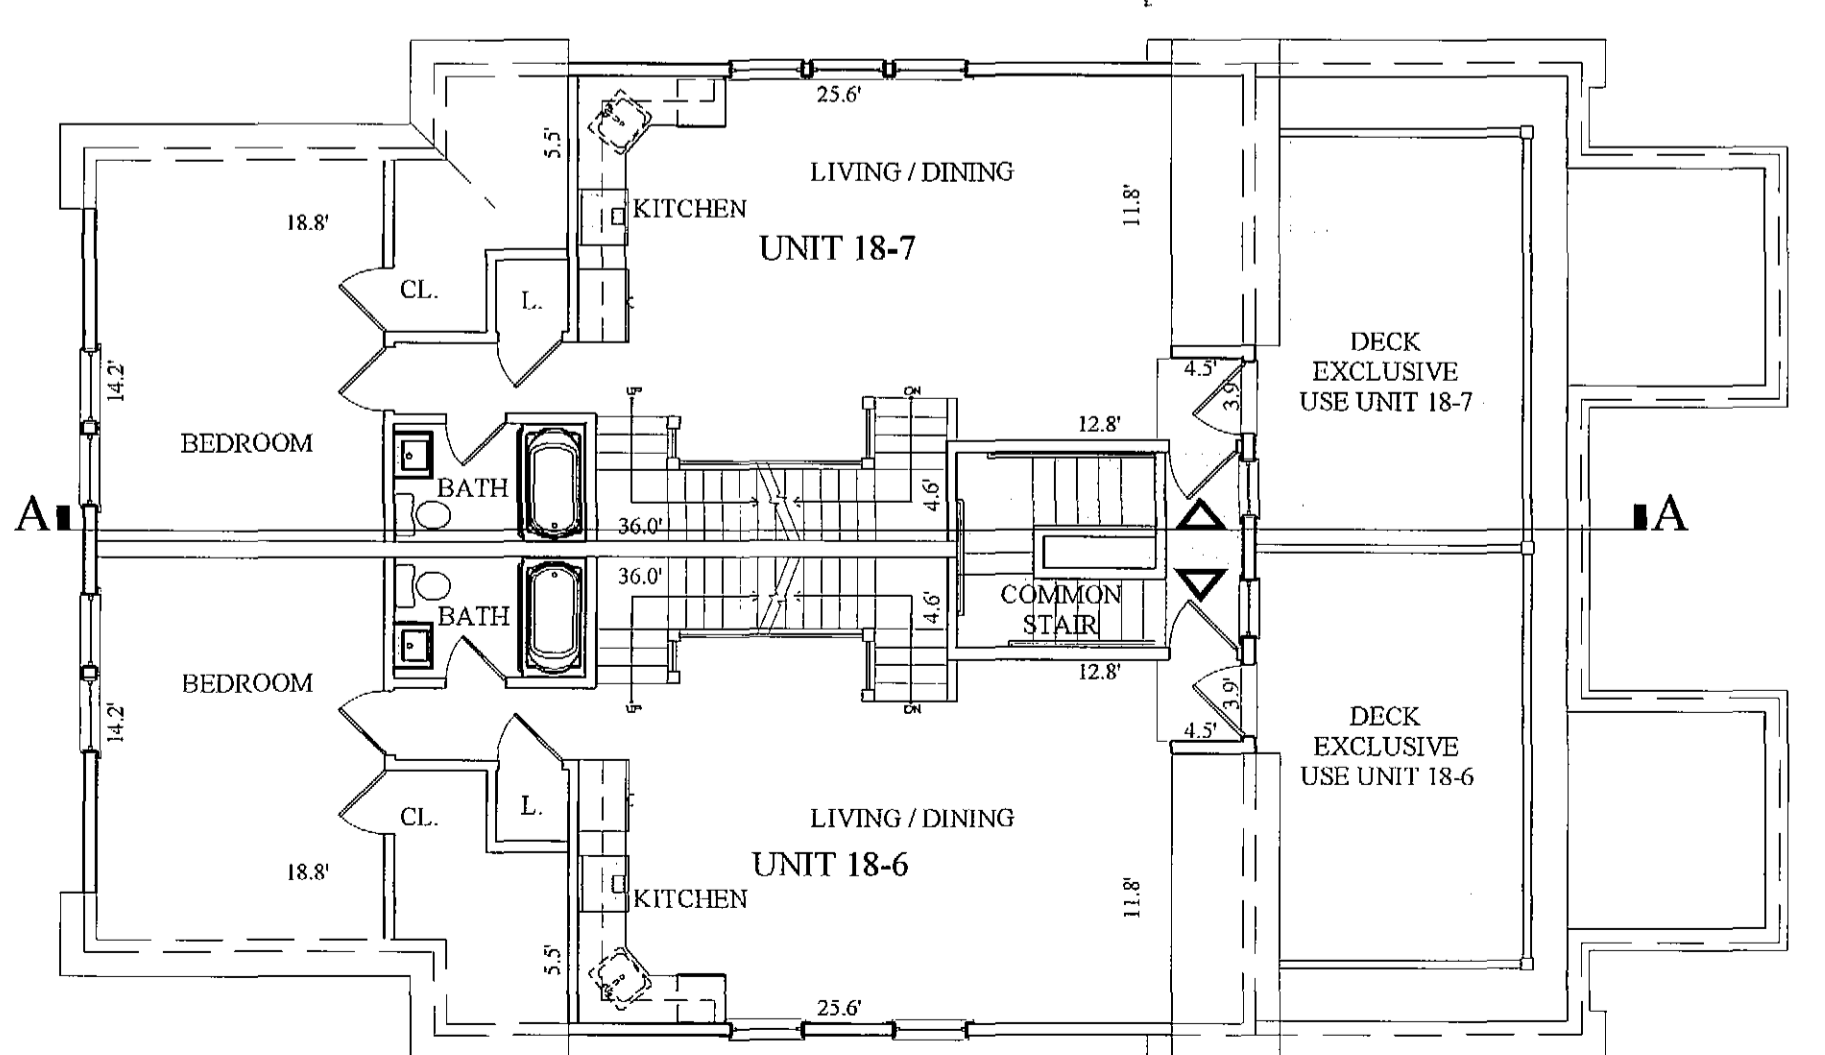 25.6'
5.5'
LIVING / DINING
KITCHEN
11.8'
18.8'
UNIT 18-7
CL.
L.
DECK
EXCLUSIVE
USE UNIT 18-7
4.5'
3.9'
14.2'
UP
DN
12.8'
BEDROOM
BATH
4.6'
A
36.0'
A
36.0'
COMMON
STAIR
4.6'
BATH
12.8'
BEDROOM
3.9'
14.2'
UP
DN
4.5'
DECK
EXCLUSIVE
USE UNIT 18-6
CL.
L.
LIVING / DINING
UNIT 18-6
18.8'
KITCHEN
11.8'
5.5'
25.6'